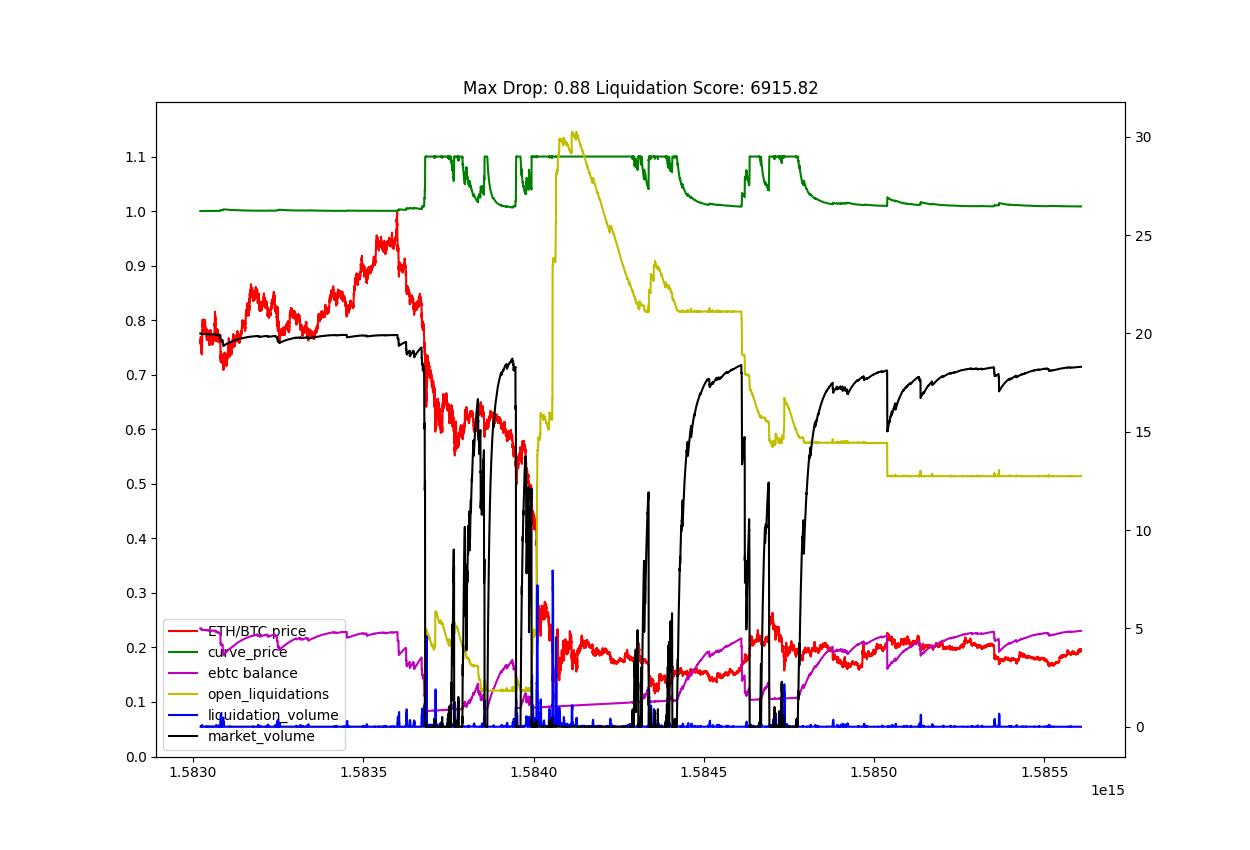 Max Drop: 0.88 Liquidation Score: 6915.82
1.1
1.0
0.9
0.8
0.7
0.6
0.5
0.4
0.3
0.2
0.1
0.0
30
25
20
15
10
5
0
ETH/BTC price
curve_price
ebtc balance
open_liquidations
liquidation_volume
market_volume
1.5830 1.5835 1.5840 1.5845 1.5850 1.5855
1e15